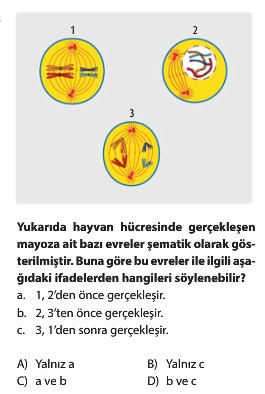 1
2
3
Yukarıda hayvan hücresinde gerçekleşen
mayoza ait bazı evreler şematik olarak gös-
terilmiştir. Buna göre bu evreler ile ilgili aşa-
ğıdaki ifadelerden hangileri söylenebilir?
a. 1, 2'den önce gerçekleşir.
b. 2, 3'ten önce gerçekleşir.
c. 3, 1'den sonra gerçekleşir.
A) Yalnız a B) Yalnız c
C) a ve b D) b ve c